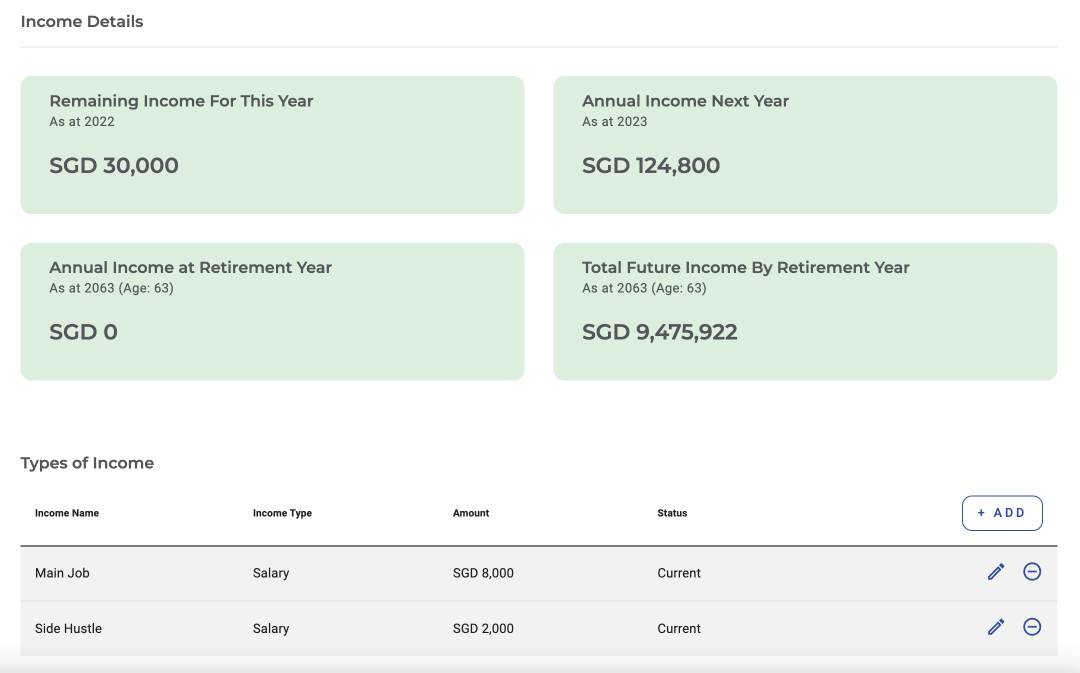 Income Details
Remaining Income For This Year
As at 2022
SGD 30,000
Annual Income Next Year
As at 2023
SGD 124,800
Annual Income at Retirement Year
As at 2063 (Age: 63)
SGD 0
Total Future Income By Retirement Year
As at 2063 (Age: 63)
SGD 9,475,922
Types of Income
Income Name Income Type Amount Status + ADD
Main Job Salary SGD 8,000 Current
Side Hustle Salary SGD 2,000 Current